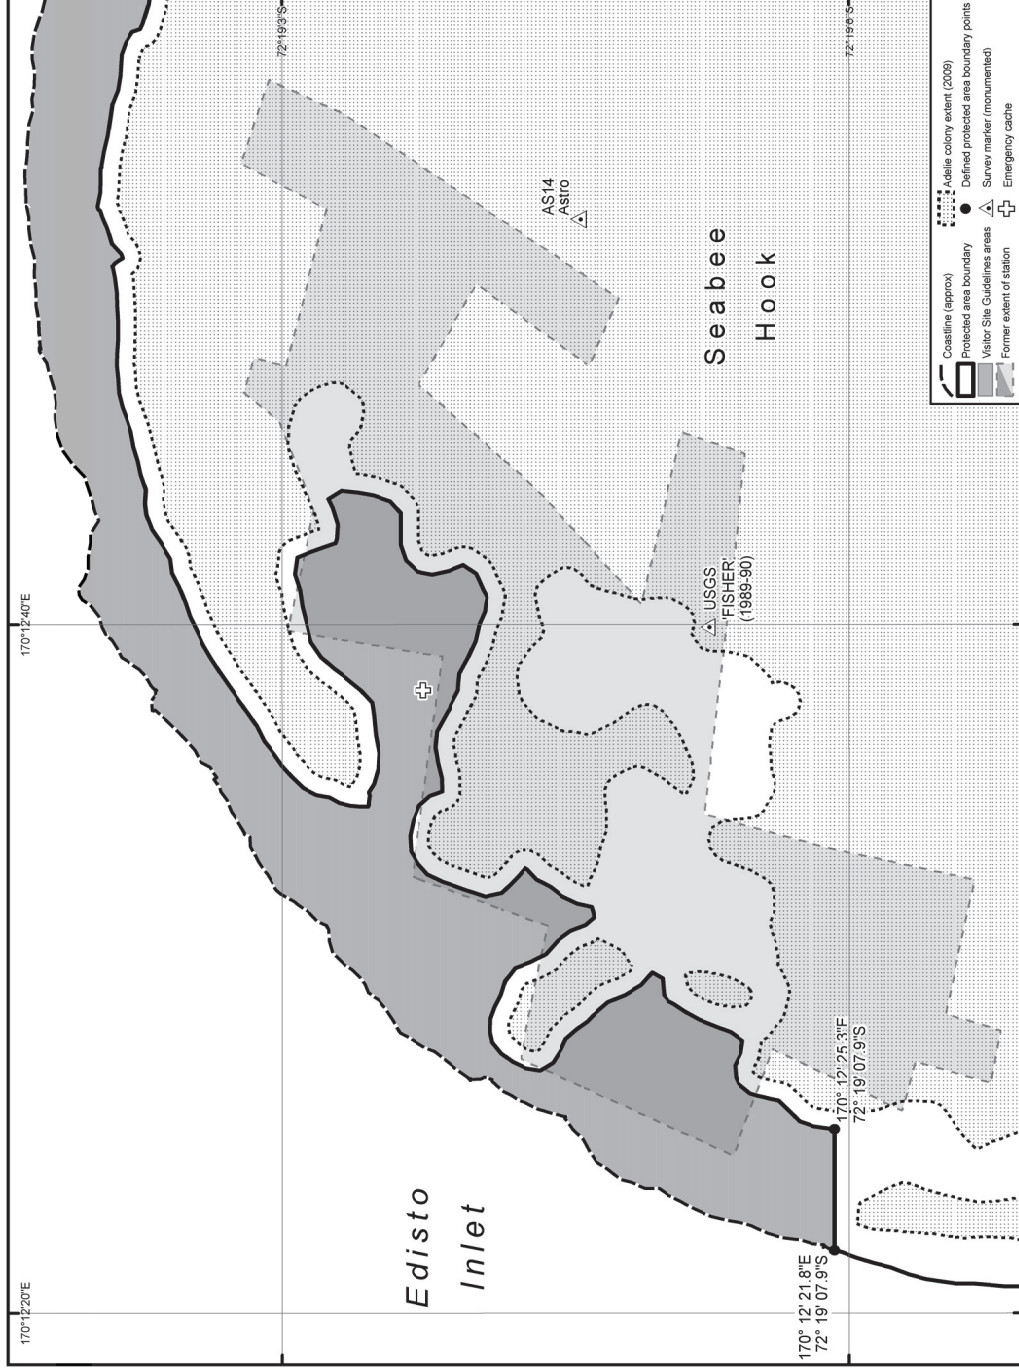 72°19'3"S
72°19'6"S
170°12'40"E
170°12'20"E
AS14
Astro
Seabee
Hook
USGS
'FISHER'
(1989-90)
Edisto
Inlet
170° 12' 25.3"E
72° 19' 07.9"S
170° 12' 21.8"E
72° 19' 07.9"S
Coastline (approx)
Protected area boundary
Visitor Site Guidelines areas
Former extent of station
Adelie colony extent (2009)
Defined protected area boundary points
Survey marker (monumented)
Emergency cache